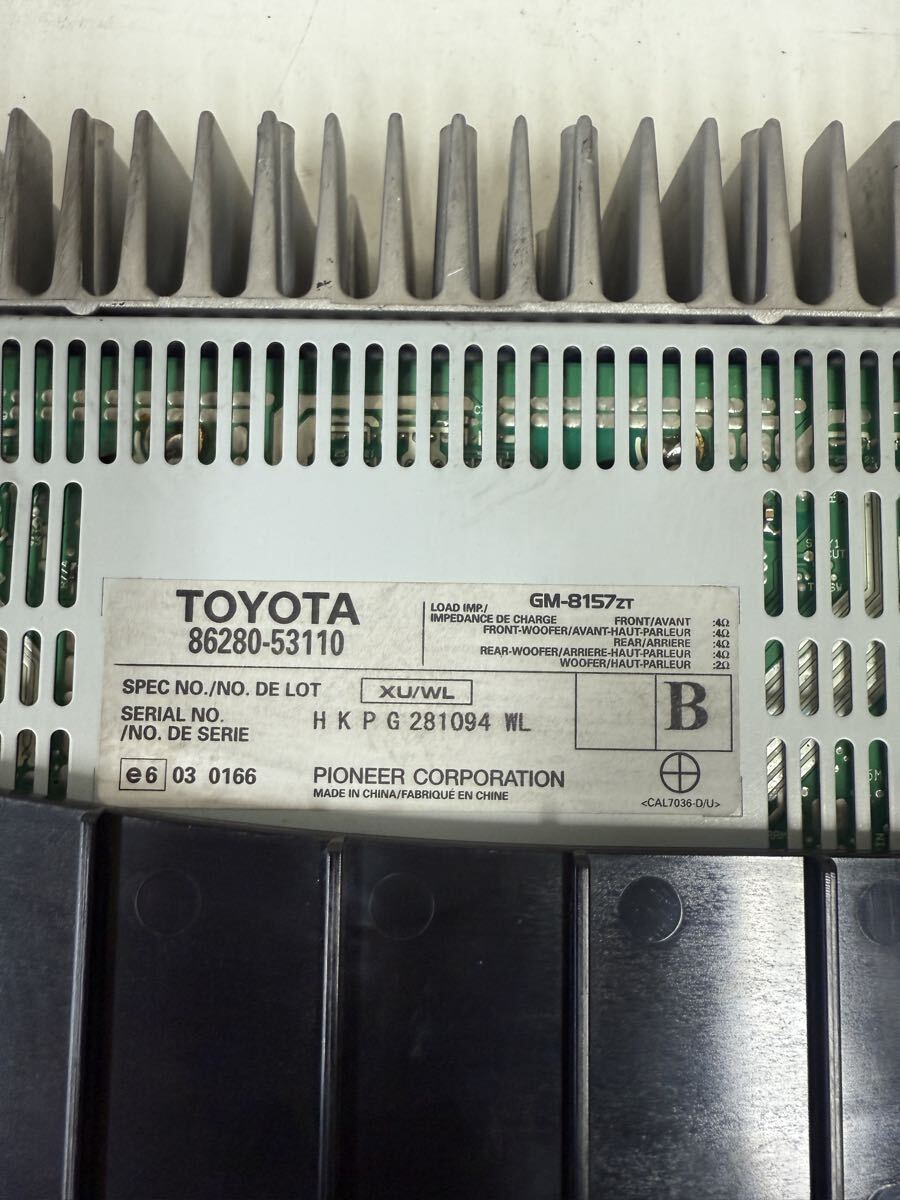 TOYOTA
86280-53110
LOAD IMP./
IMPEDANCE DE CHARGE
GM-8157ZT
FRONT/AVANT :4Ω
FRONT-WOOFER/AVANT-HAUT-PARLEUR :4Ω
REAR/ARRIERE :4Ω
REAR-WOOFER/ARRIERE-HAUT-PARLEUR :4Ω
WOOFER/HAUT-PARLEUR :2Ω
SPEC NO./NO. DE LOT XU/WL
SERIAL NO.
/NO. DE SERIE
H K P G 281094 WL
B
e6 03 0166
PIONEER CORPORATION
MADE IN CHINA/FABRIQUÉ EN CHINE
<CAL7036-D/U>